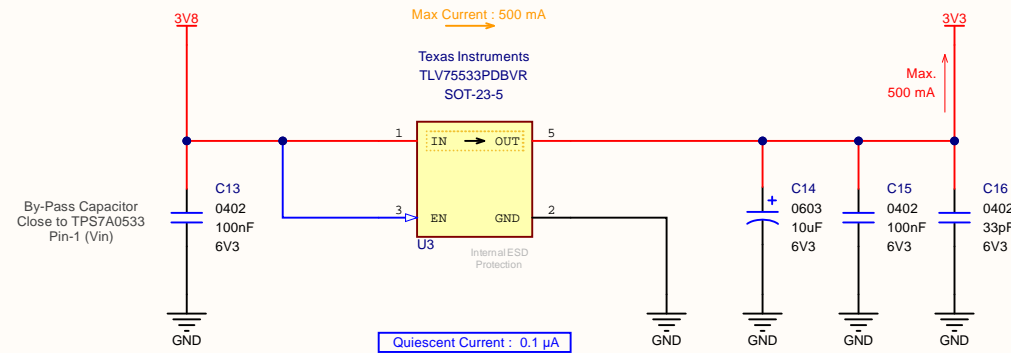 Max Current : 500 mA
3V8
3V3
Texas Instruments
TLV75533PDBVR
SOT-23-5
Max.
500 mA
1
IN
OUT
5
3
EN
GND
2
U3
Internal ESD
Protection
By-Pass Capacitor
Close to TPS7A0533
Pin-1 (Vin)
C13
0402
100nF
6V3
+
C14
0603
10uF
6V3
C15
0402
100nF
6V3
C16
0402
33pF
6V3
GND
GND
GND
GND
GND
Quiescent Current : 0.1 µA